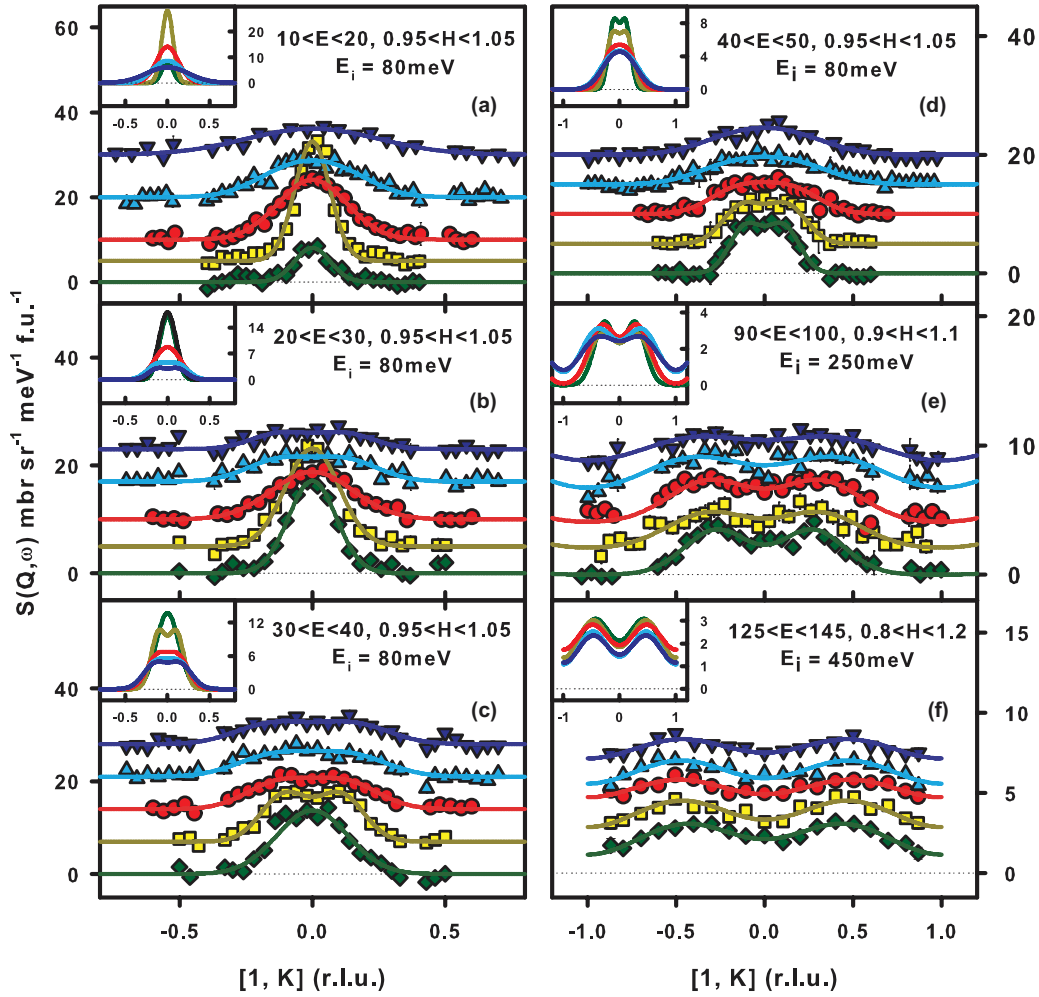 S(Q,ω) mbr sr⁻¹ meV⁻¹ f.u.⁻¹
60
40
20
0
20
10
0
-0.5 0.0 0.5
10<E<20, 0.95<H<1.05
E_i = 80meV
(a)
8
4
0
-1 0 1
40<E<50, 0.95<H<1.05
E_i = 80meV
(d)
40
20
0
40
20
0
14
7
0
-0.5 0.0 0.5
20<E<30, 0.95<H<1.05
E_i = 80meV
(b)
4
2
0
-1 0 1
90<E<100, 0.9<H<1.1
E_i = 250meV
(e)
20
10
0
40
20
0
12
6
0
-0.5 0.0 0.5
30<E<40, 0.95<H<1.05
E_i = 80meV
(c)
3
2
1
0
-1 0 1
125<E<145, 0.8<H<1.2
E_i = 450meV
(f)
15
10
5
0
-0.5 0.0 0.5
-1.0 -0.5 0.0 0.5 1.0
[1, K] (r.l.u.)
[1, K] (r.l.u.)